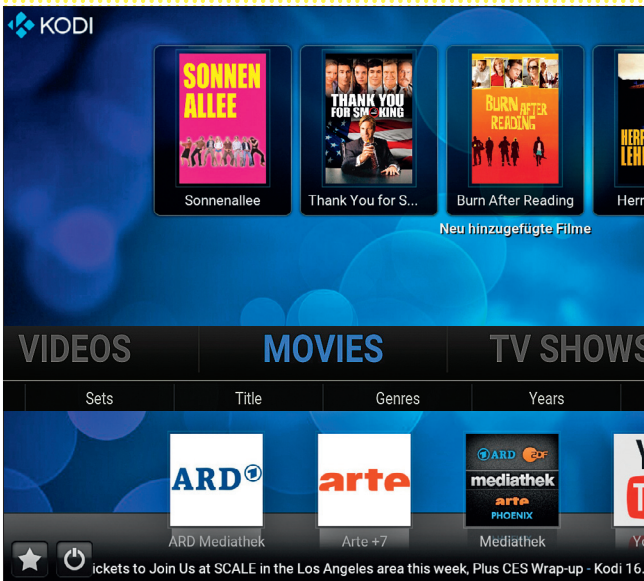 KODI
SONNEN
ALLEE
THANK YOU
FOR SMOKING
BURN AFTER
READING
Sonnenallee
Thank You for S...
Burn After Reading
Herr
Neu hinzugefügte Filme
VIDEOS
MOVIES
TV SHOWS
Sets
Title
Genres
Years
ARD
arte
ARD ZDF
mediathek
arte
PHOENIX
ARD Mediathek
Arte +7
Mediathek
ickets to Join Us at SCALE in the Los Angeles area this week, Plus CES Wrap-up - Kodi 16